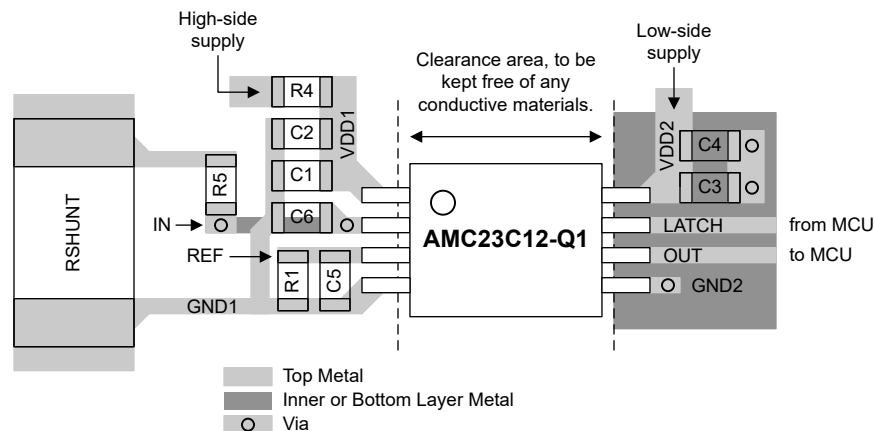 High-side
supply
Clearance area, to be
kept free of any
conductive materials.
Low-side
supply
R4
C2
C1
C6
VDD1
VDD2
C4
C3
R5
RSHUNT
IN
REF
R1
C5
GND1
AMC23C12-Q1
LATCH
from MCU
OUT
to MCU
GND2
Top Metal
Inner or Bottom Layer Metal
Via